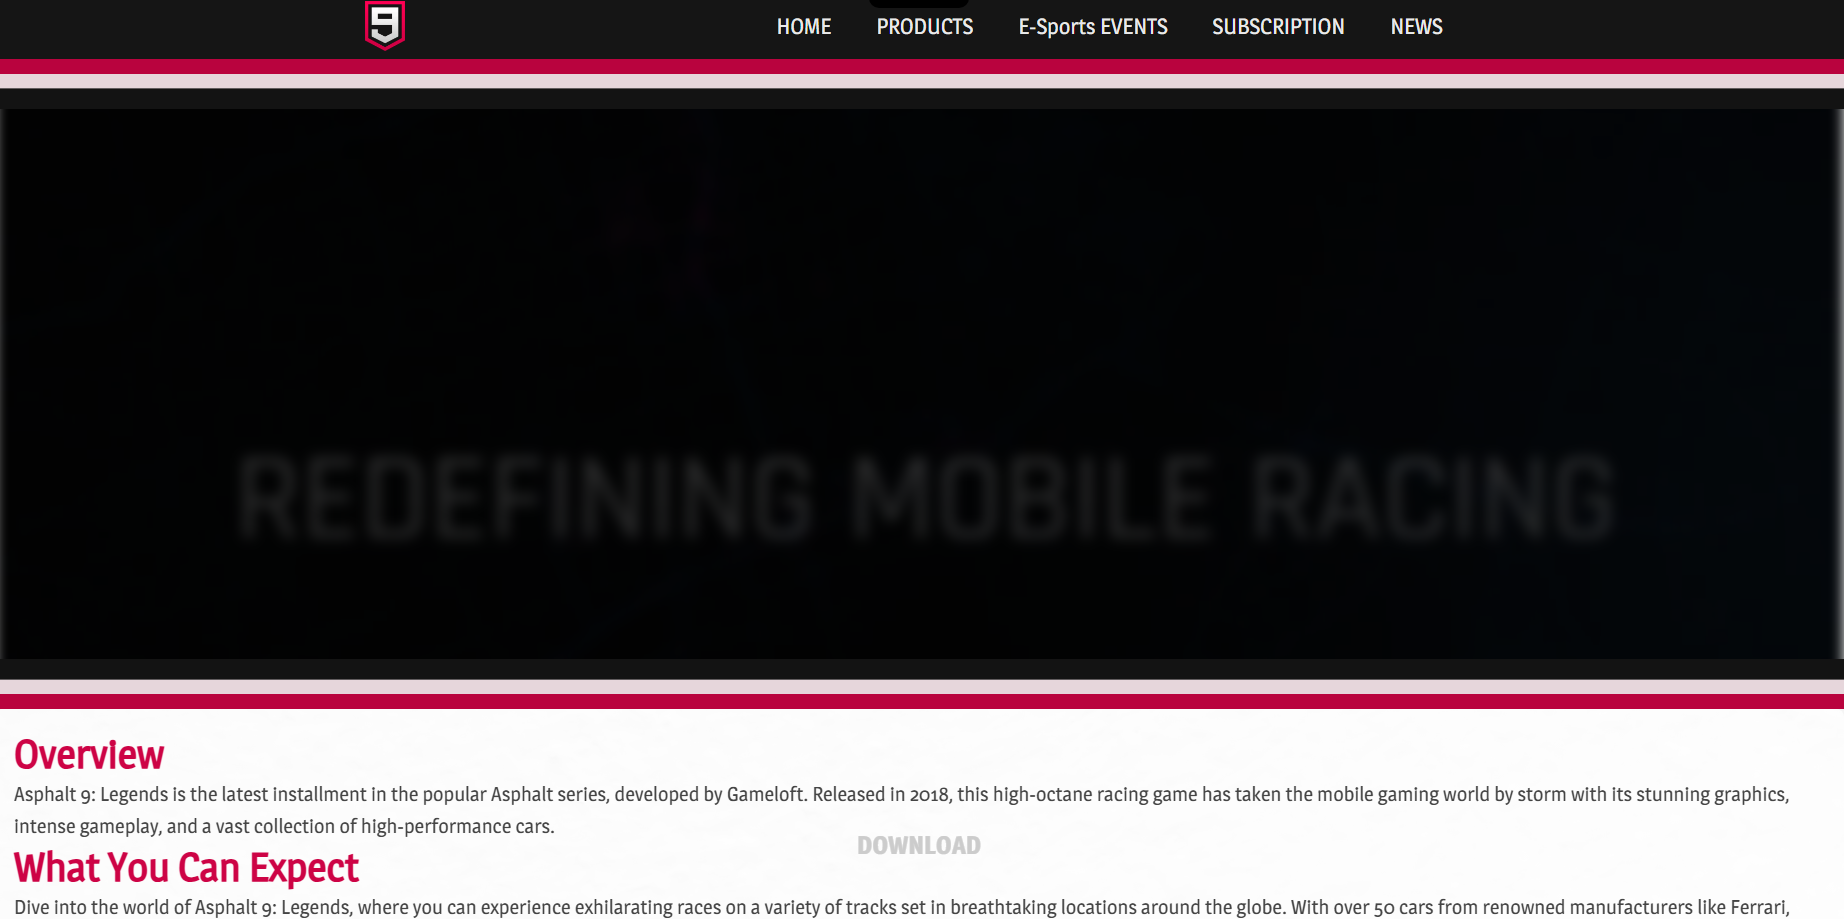 9
HOME PRODUCTS E-Sports EVENTS SUBSCRIPTION NEWS
REDEFINING MOBILE RACING
Overview
Asphalt 9: Legends is the latest installment in the popular Asphalt series, developed by Gameloft. Released in 2018, this high-octane racing game has taken the mobile gaming world by storm with its stunning graphics,
intense gameplay, and a vast collection of high-performance cars.
DOWNLOAD
What You Can Expect
Dive into the world of Asphalt 9: Legends, where you can experience exhilarating races on a variety of tracks set in breathtaking locations around the globe. With over 50 cars from renowned manufacturers like Ferrari,